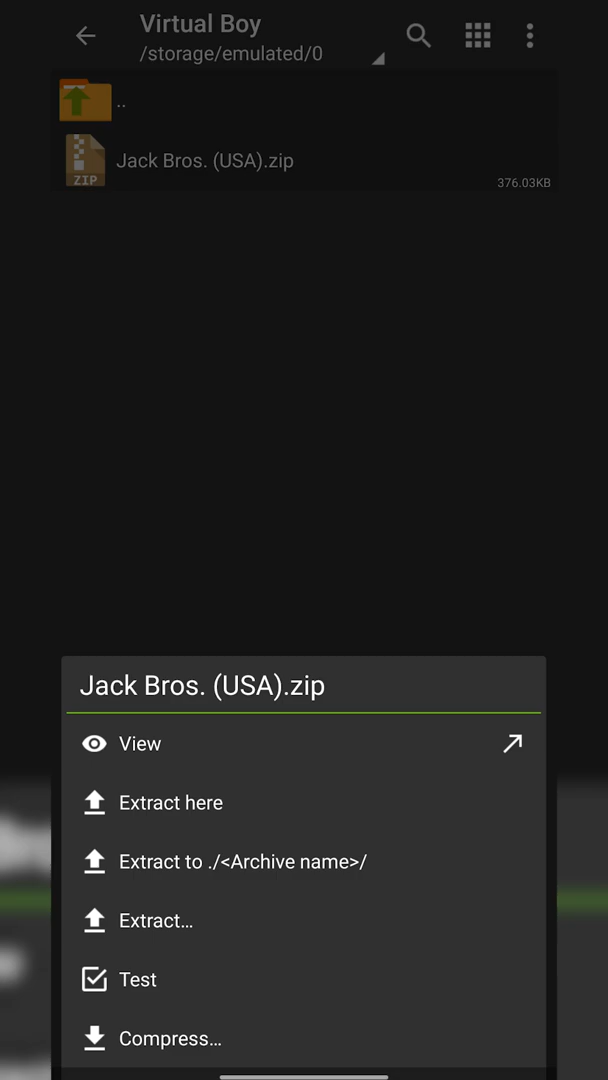 Virtual Boy
/storage/emulated/0
..
Jack Bros. (USA).zip
ZIP
376.03KB
Jack Bros. (USA).zip
View
Extract here
Extract to ./<Archive name>/
Extract...
Test
Compress...